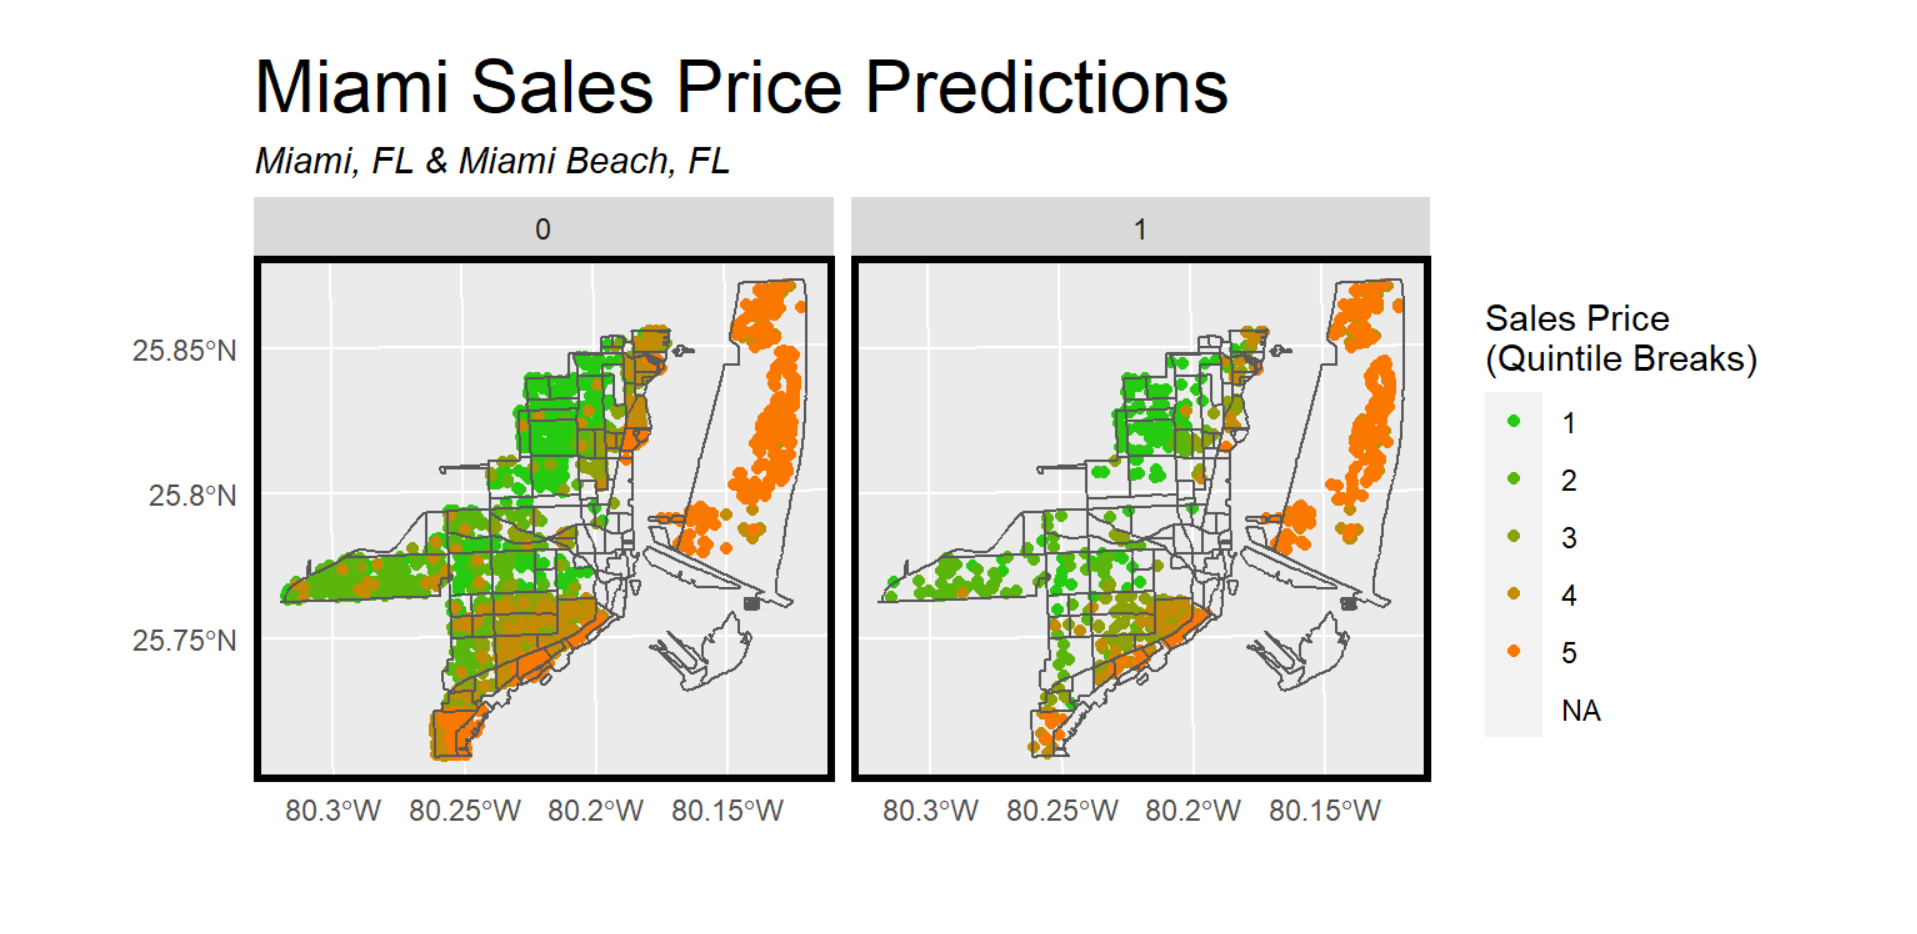 Miami Sales Price Predictions
Miami, FL & Miami Beach, FL
0
1
25.85°N
25.8°N
25.75°N
80.3°W 80.25°W 80.2°W 80.15°W
80.3°W 80.25°W 80.2°W 80.15°W
Sales Price
(Quintile Breaks)
1
2
3
4
5
NA